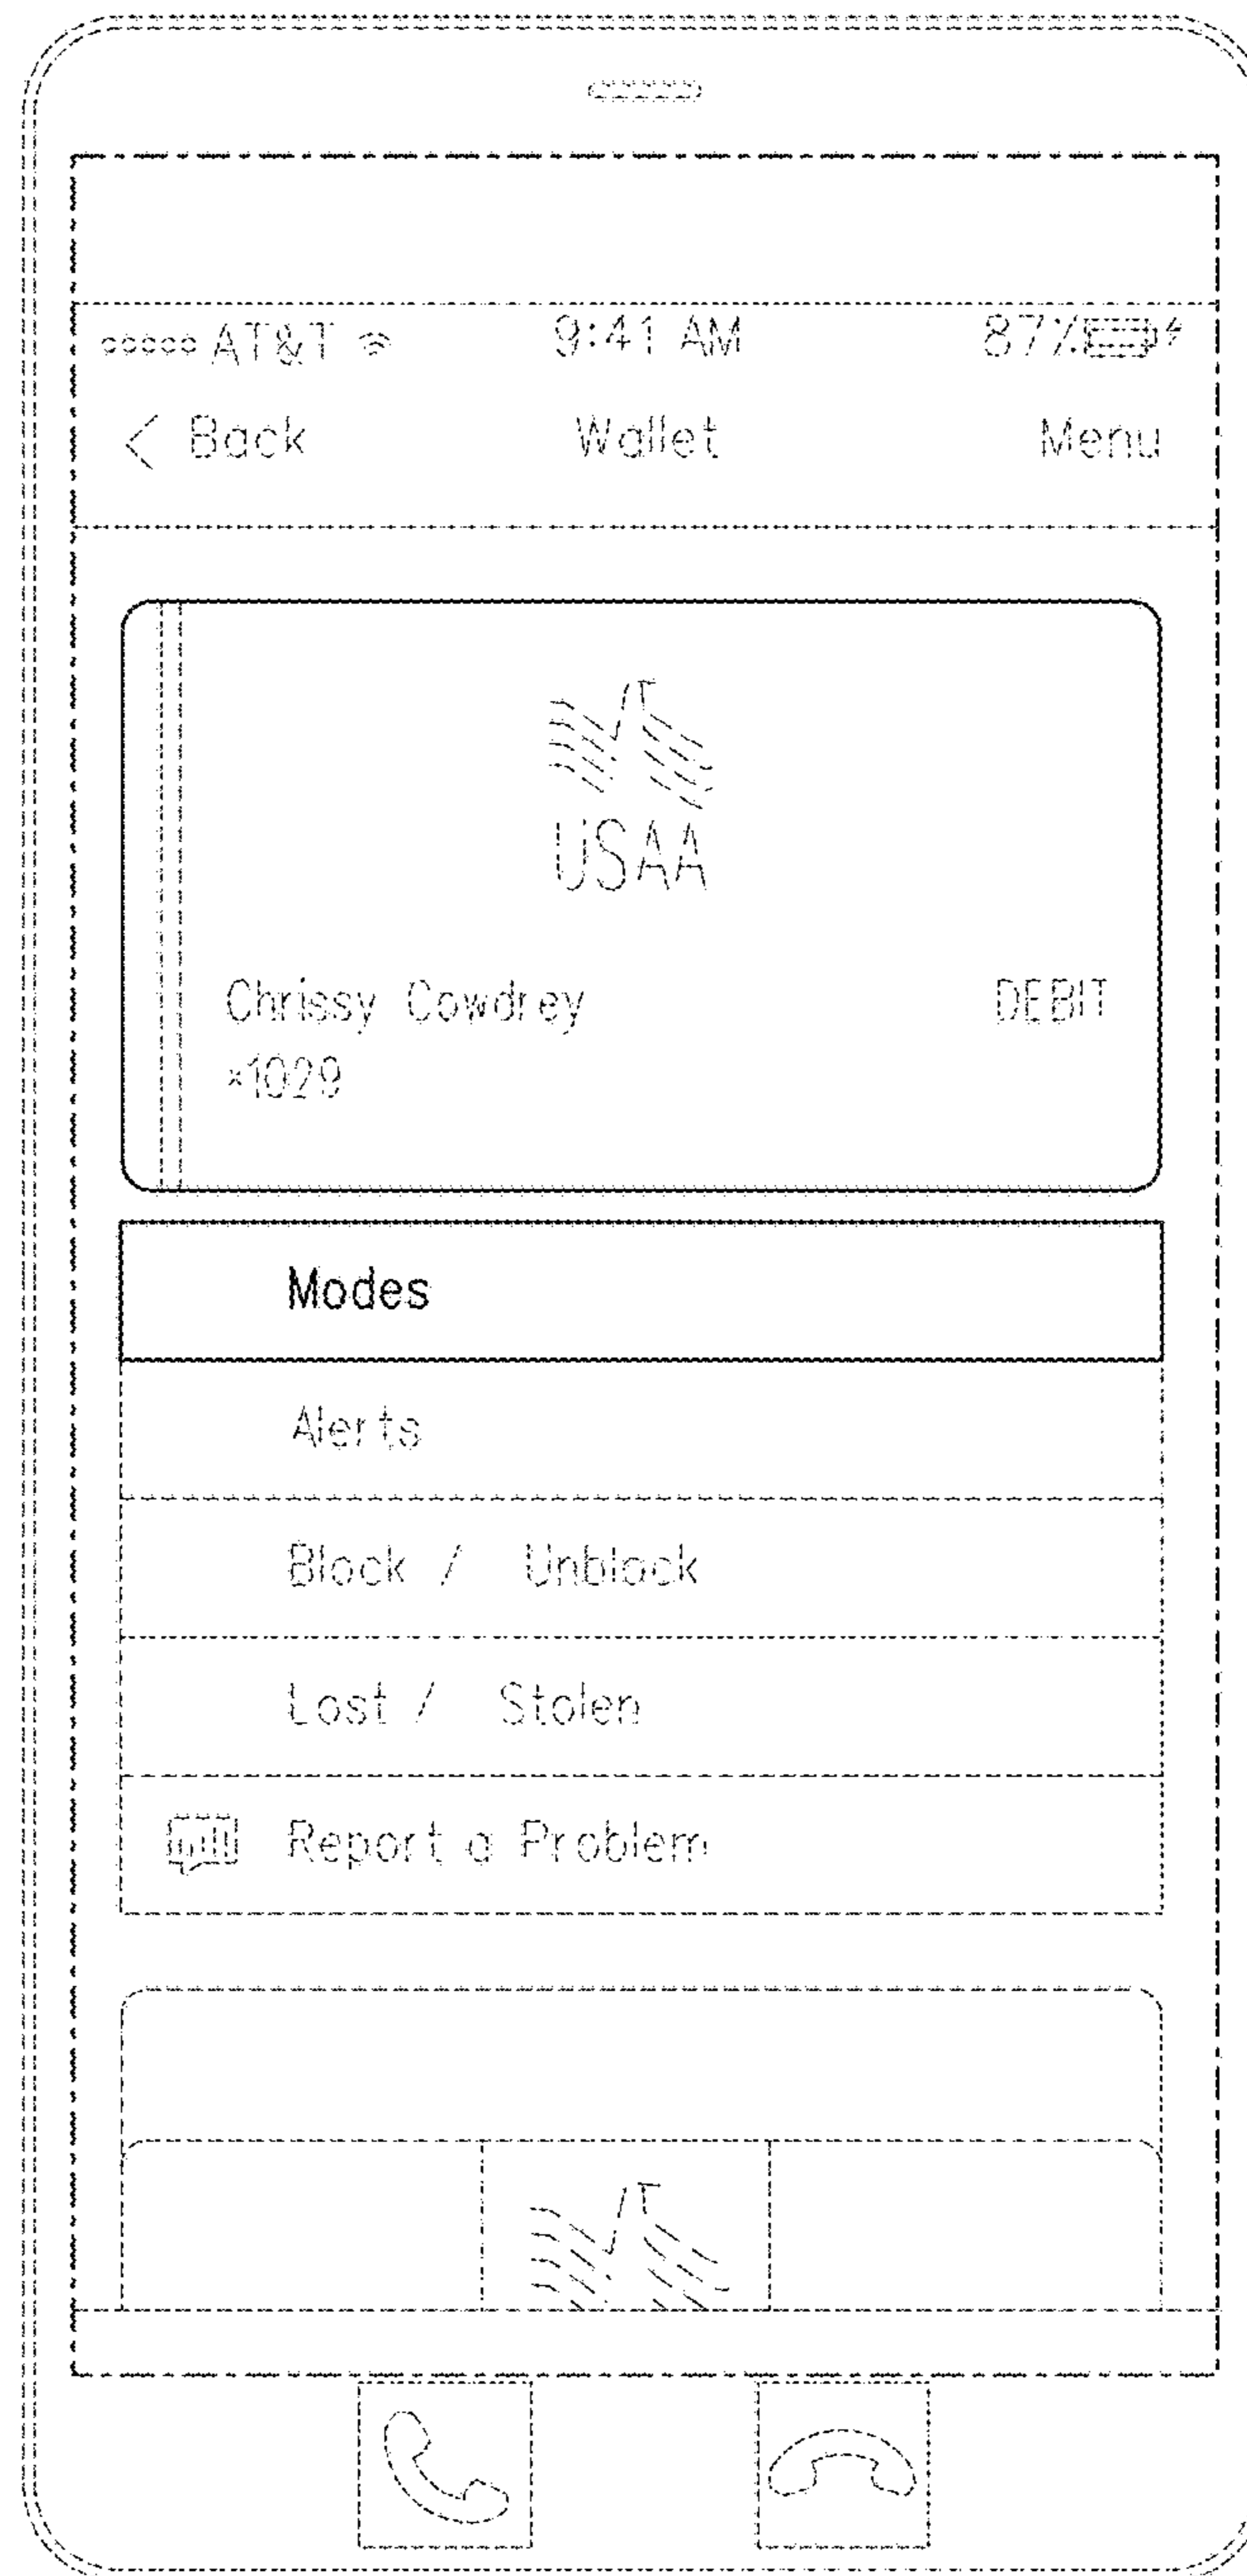 AT&T 9:41 AM 87%
< Back Wallet Menu
USAA
Chrissy Cowdrey DEBIT
*1029
Modes
Alerts
Block / Unblock
Lost / Stolen
Report a Problem